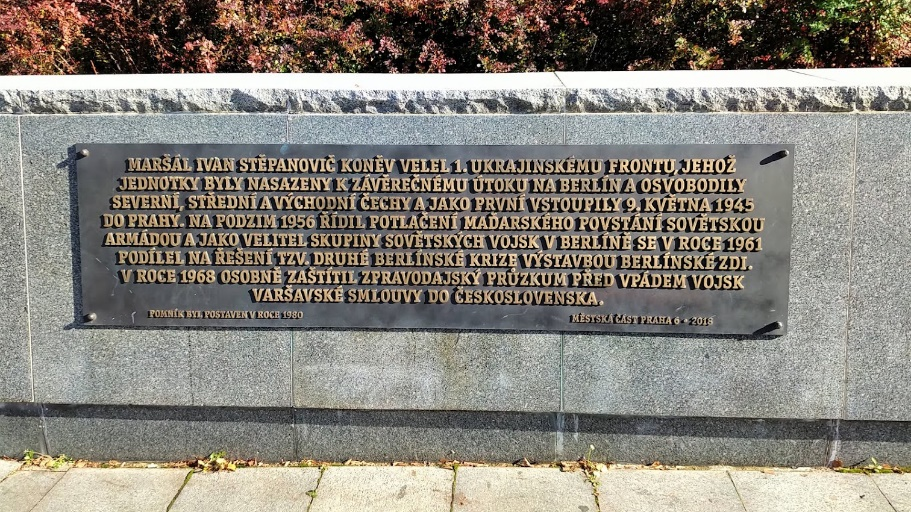 MARŠÁL IVAN STĚPANOVIČ KONĚV VELEL 1. UKRAJINSKÉMU FRONTU, JEHOŽ
JEDNOTKY BYLY NASAZENY K ZÁVĚREČNÉMU ÚTOKU NA BERLÍN A OSVOBODILY
SEVERNÍ, STŘEDNÍ A VÝCHODNÍ ČECHY A JAKO PRVNÍ VSTOUPILY 9. KVĚTNA 1945
DO PRAHY. NA PODZIM 1956 ŘÍDIL POTLAČENÍ MAĎARSKÉHO POVSTÁNÍ SOVĚTSKOU
ARMÁDOU A JAKO VELITEL SKUPINY SOVĚTSKÝCH VOJSK V BERLÍNĚ SE V ROCE 1961
PODÍLEL NA ŘEŠENÍ TZV. DRUHÉ BERLÍNSKÉ KRIZE VÝSTAVBOU BERLÍNSKÉ ZDI.
V ROCE 1968 OSOBNĚ ZAŠTÍTIL ZPRAVODAJSKÝ PRŮZKUM PŘED VPÁDEM VOJSK
VARŠAVSKÉ SMLOUVY DO ČESKOSLOVENSKA.
POMNÍK BYL POSTAVEN V ROCE 1980
MĚSTSKÁ ČÁST PRAHA 6 • 2018